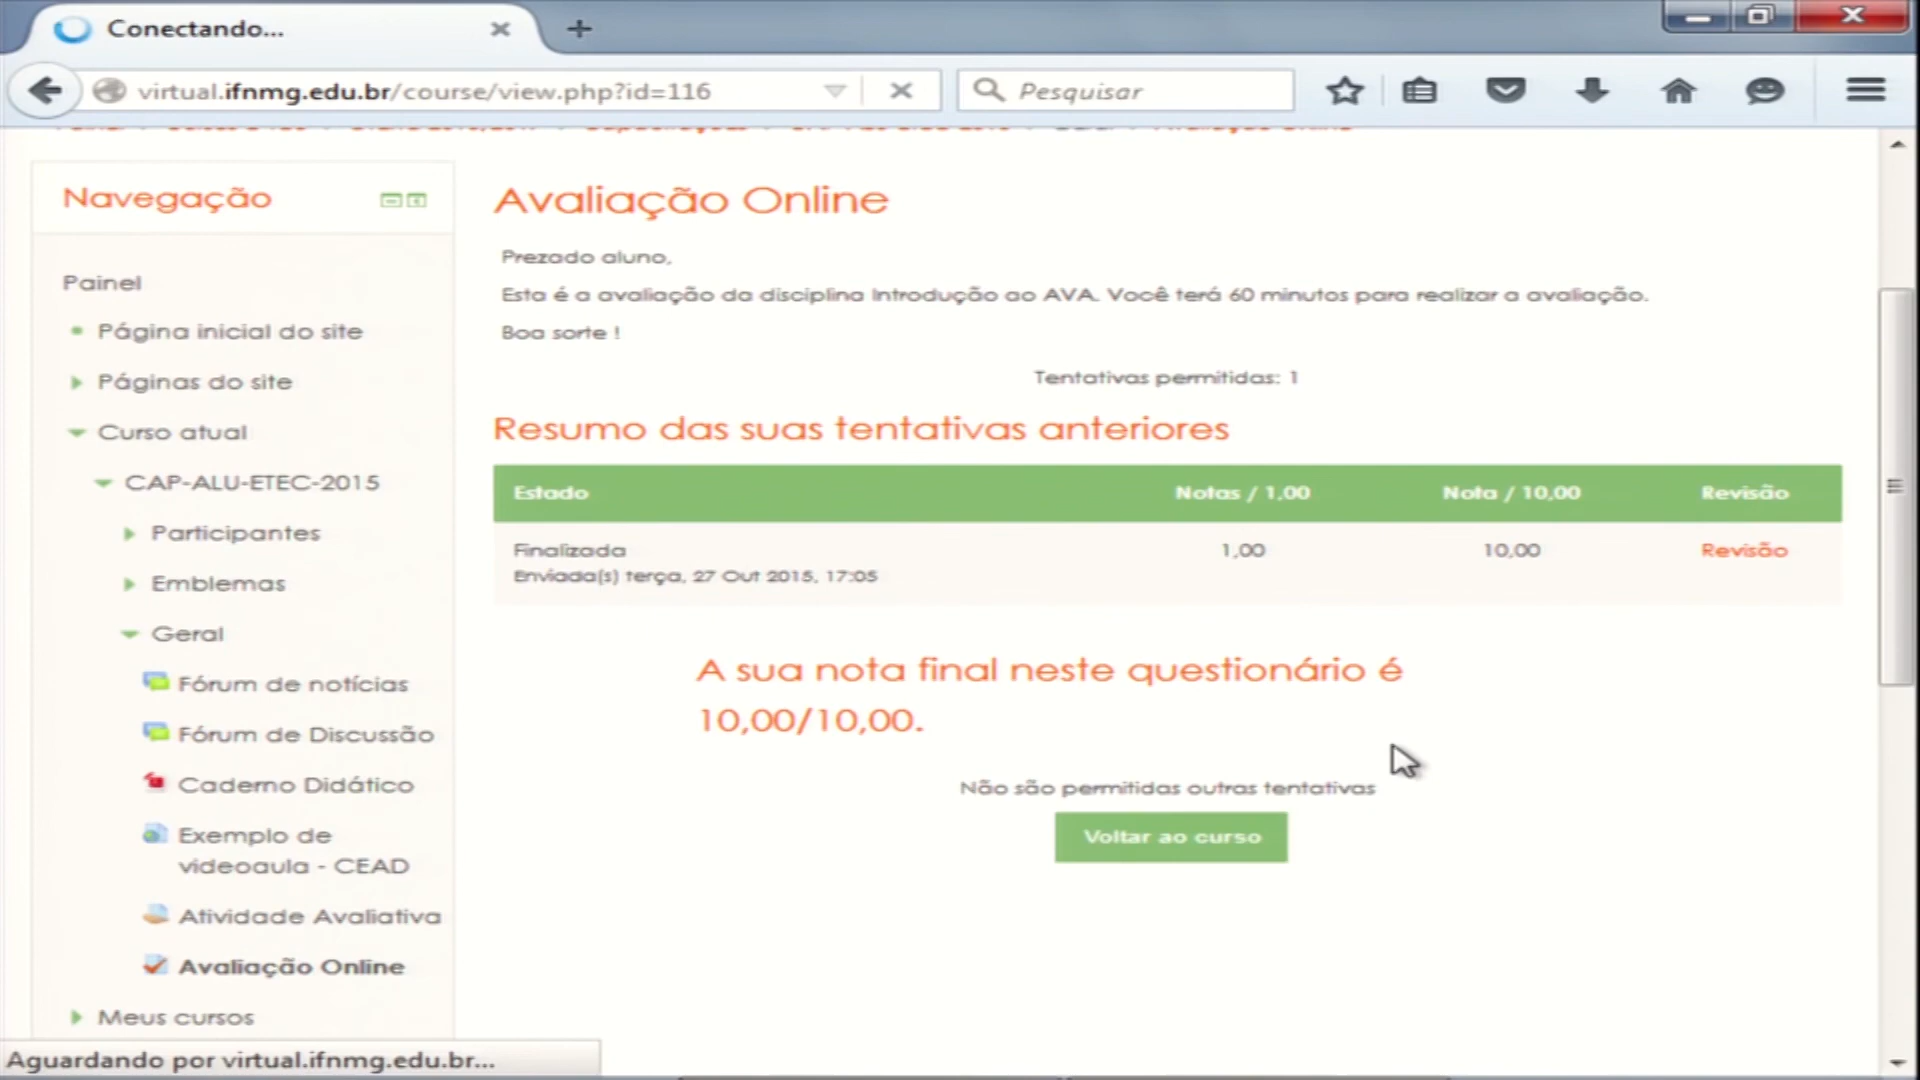 Conectando...
virtual.ifnmg.edu.br/course/view.php?id=116
Pesquisar
Navegação
Painel
Página inicial do site
Páginas do site
Curso atual
CAP-ALU-ETEC-2015
Participantes
Emblemas
Geral
Fórum de notícias
Fórum de Discussão
Caderno Didático
Exemplo de
videoaula - CEAD
Atividade Avaliativa
Avaliação Online
Meus cursos
Avaliação Online
Prezado aluno,
Esta é a avaliação da disciplina Introdução ao AVA. Você terá 60 minutos para realizar a avaliação.
Boa sorte !
Tentativas permitidas: 1
Resumo das suas tentativas anteriores
Estado Notas / 1,00 Nota / 10,00 Revisão
Finalizada 1,00 10,00 Revisão
Enviada(s) terça, 27 Out 2015, 17:05
A sua nota final neste questionário é
10,00/10,00.
Não são permitidas outras tentativas
Voltar ao curso
Aguardando por virtual.ifnmg.edu.br...